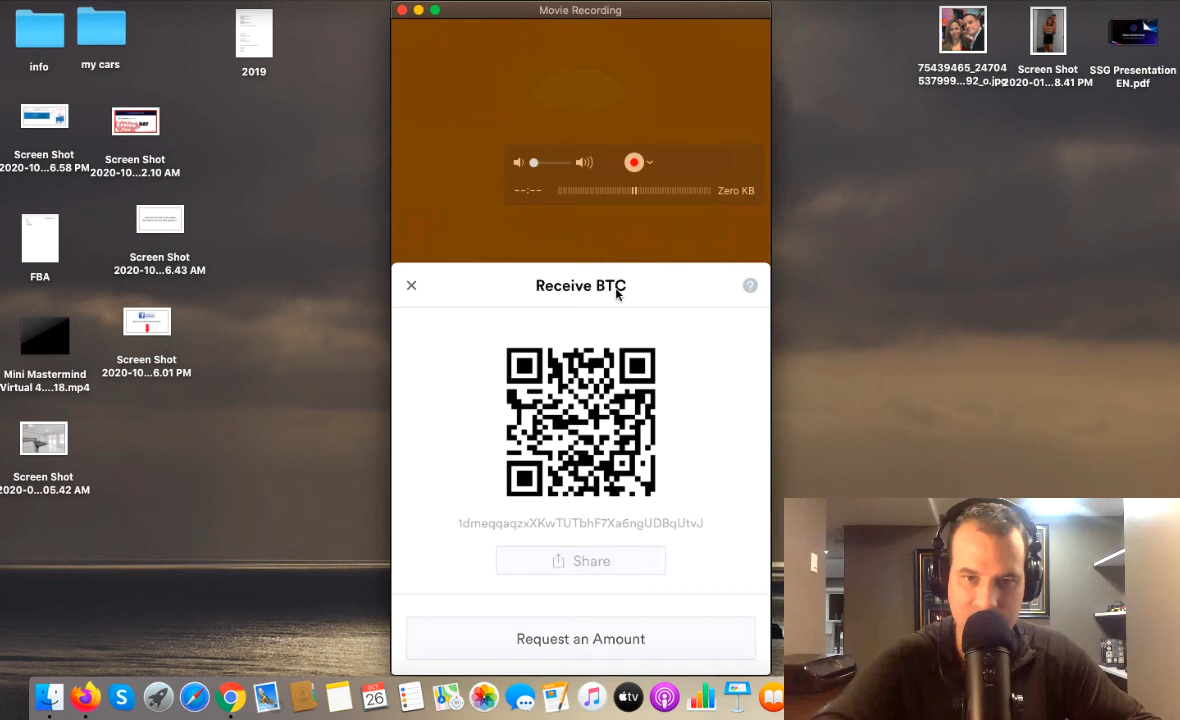 Movie Recording
info
my cars
2019
Screen Shot
2020-10...6.58 PM
Screen Shot
2020-10...2.10 AM
FBA
Screen Shot
2020-10...6.43 AM
Screen Shot
2020-10...6.01 PM
Mini Mastermind
Virtual 4....18.mp4
Screen Shot
2020-0...05.42 AM
--:--
Zero KB
Receive BTC
?
1dmeqqaqzxXKwTUTbhF7Xa6ngUDBqUtvJ
Share
Request an Amount
75439465_24704
537999...92_o.jpg
Screen Shot
2020-01...8.41 PM
SSG Presentation
EN.pdf
OCT
26
tv